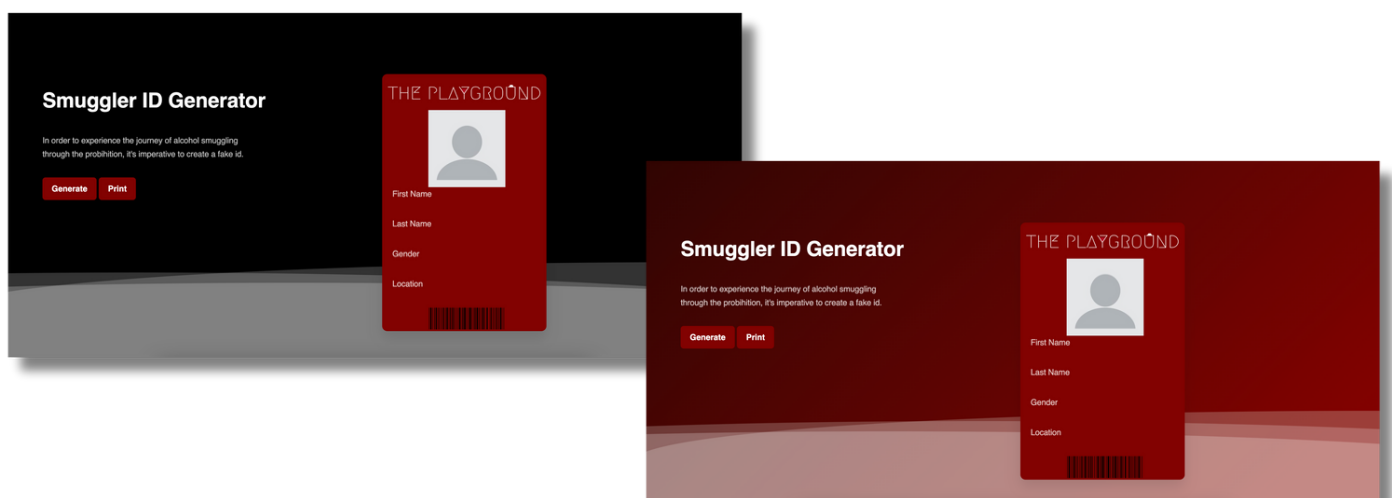 Smuggler ID Generator
In order to experience the journey of alcohol smuggling
through the probihition, it's imperative to create a fake id.
Generate Print
THE PLAYGROUND
First Name
Last Name
Gender
Location
Smuggler ID Generator
In order to experience the journey of alcohol smuggling
through the probihition, it's imperative to create a fake id.
Generate Print
THE PLAYGROUND
First Name
Last Name
Gender
Location